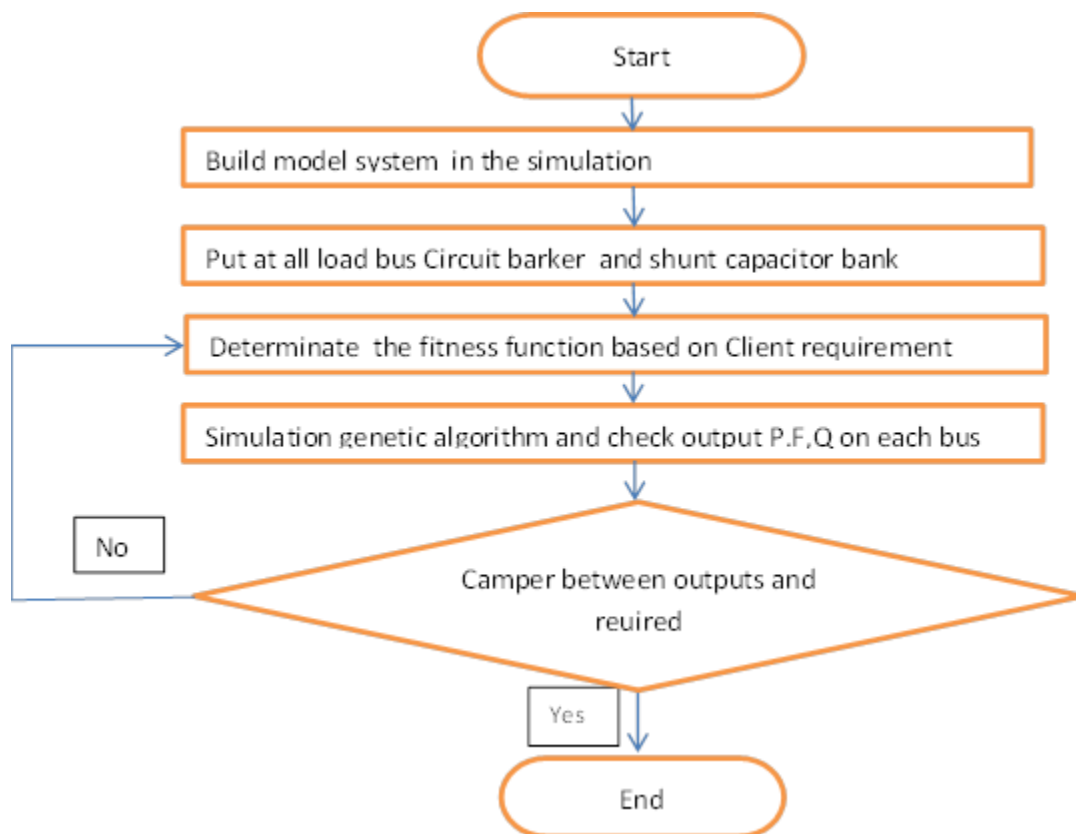 Start
Build model system in the simulation
Put at all load bus Circuit barker and shunt capacitor bank
Determinate the fitness function based on Client requirement
Simulation genetic algorithm and check output P.F,Q on each bus
No
Camper between outputs and
reuired
Yes
End